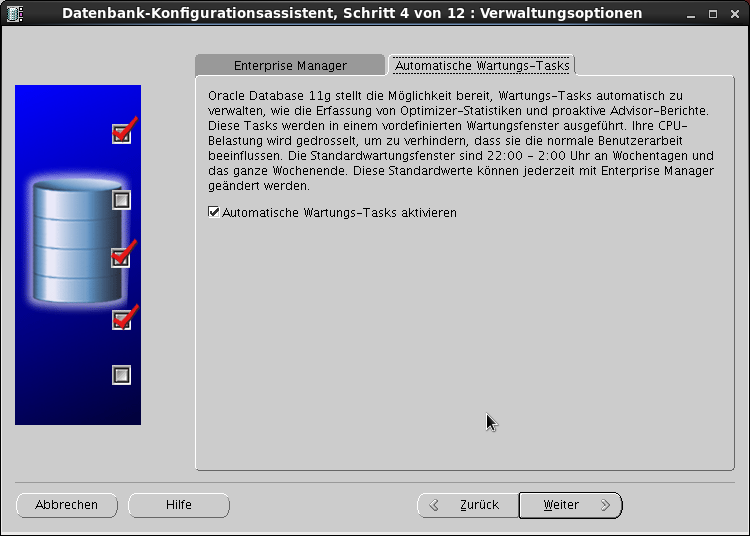 Datenbank-Konfigurationsassistent, Schritt 4 von 12 : Verwaltungsoptionen
Enterprise Manager
Automatische Wartungs-Tasks
Oracle Database 11g stellt die Möglichkeit bereit, Wartungs-Tasks automatisch zu
verwalten, wie die Erfassung von Optimizer-Statistiken und proaktive Advisor-Berichte.
Diese Tasks werden in einem vordefinierten Wartungsfenster ausgeführt. Ihre CPU-
Belastung wird gedrosselt, um zu verhindern, dass sie die normale Benutzerarbeit
beeinflussen. Die Standardwartungsfenster sind 22:00 - 2:00 Uhr an Wochentagen und
das ganze Wochenende. Diese Standardwerte können jederzeit mit Enterprise Manager
geändert werden.
Automatische Wartungs-Tasks aktivieren
Abbrechen
Hilfe
Zurück
Weiter